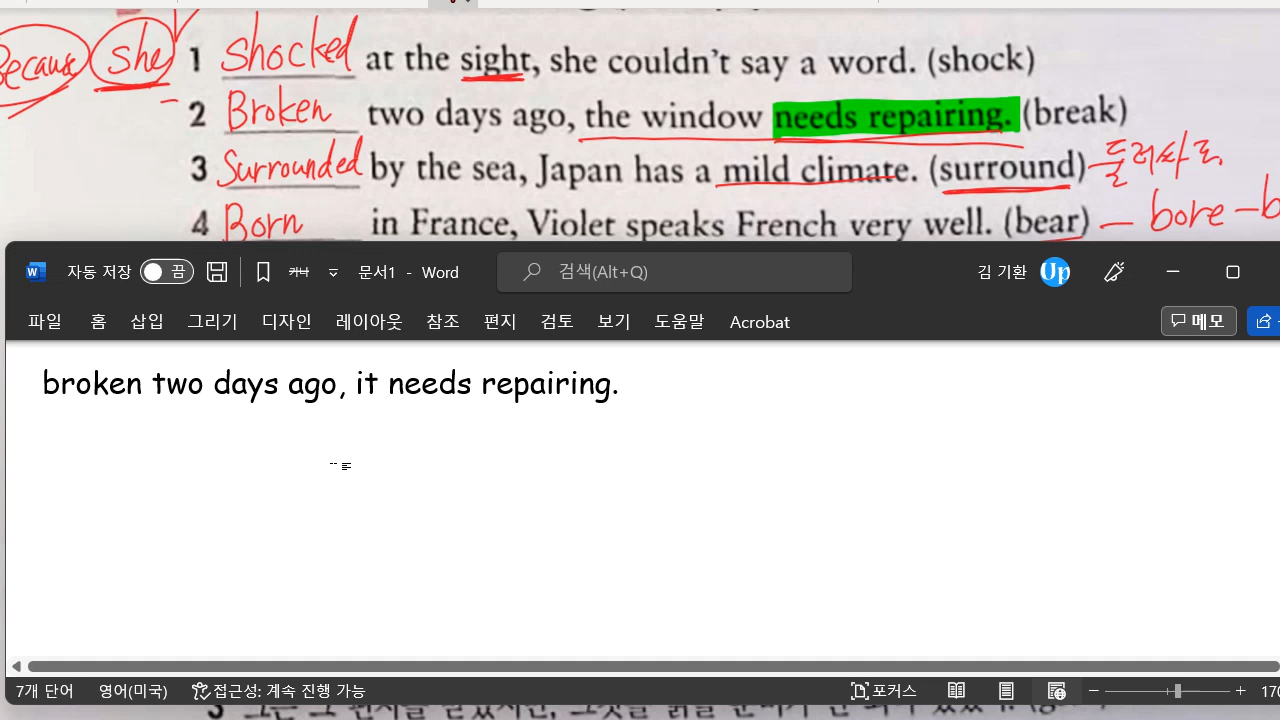 Because she 1 Shocked at the sight, she couldn't say a word. (shock)
2 Broken two days ago, the window needs repairing. (break)
3 Surrounded by the sea, Japan has a mild climate. (surround) - 둘러싸다.
4 Born in France, Violet speaks French very well. (bear) - bore - b
자동 저장 끔 가나 문서1 - Word 검색(Alt+Q) 김 기환 Up
파일 홈 삽입 그리기 디자인 레이아웃 참조 편지 검토 보기 도움말 Acrobat 메모
broken two days ago, it needs repairing.
7개 단어 영어(미국) 접근성: 계속 진행 가능 포커스 170